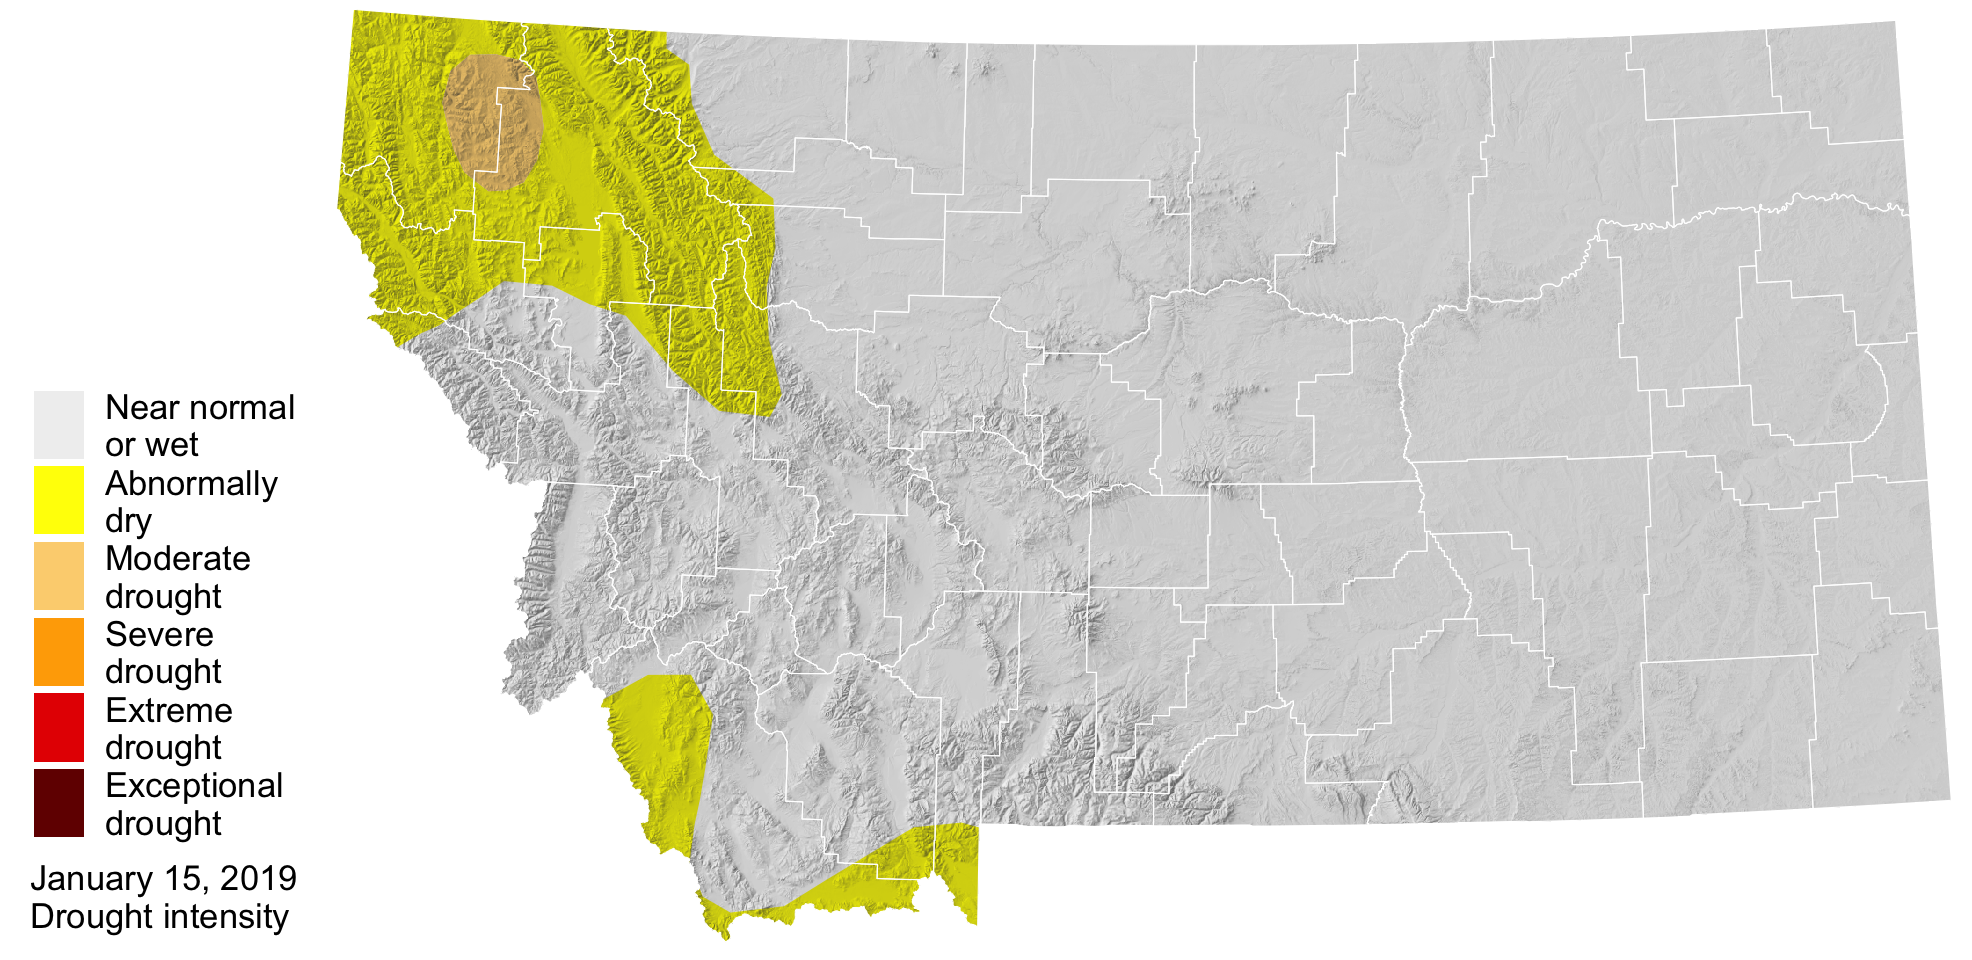 Near normal
or wet
Abnormally
dry
Moderate
drought
Severe
drought
Extreme
drought
Exceptional
drought
January 15, 2019
Drought intensity